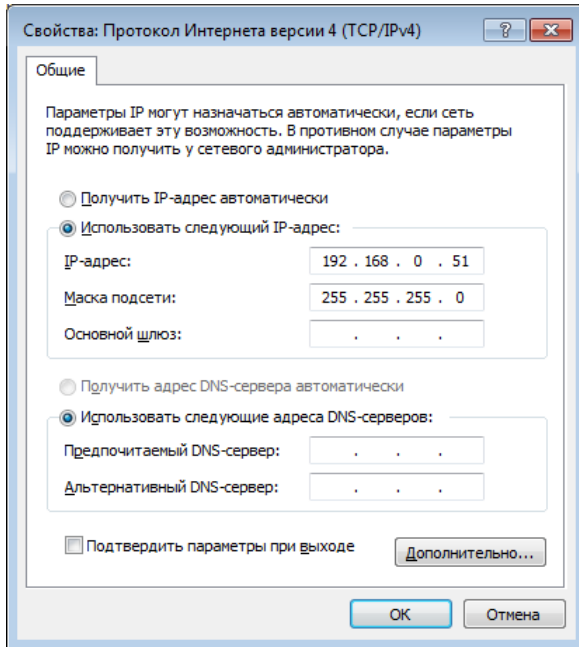 Свойства: Протокол Интернета версии 4 (TCP/IPv4)
Общие
Параметры IP могут назначаться автоматически, если сеть
поддерживает эту возможность. В противном случае параметры
IP можно получить у сетевого администратора.
Получить IP-адрес автоматически
Использовать следующий IP-адрес:
IP-адрес: 192 . 168 . 0 . 51
Маска подсети: 255 . 255 . 255 . 0
Основной шлюз: . . .
Получить адрес DNS-сервера автоматически
Использовать следующие адреса DNS-серверов:
Предпочитаемый DNS-сервер: . . .
Альтернативный DNS-сервер: . . .
Подтвердить параметры при выходе
Дополнительно...
ОК Отмена